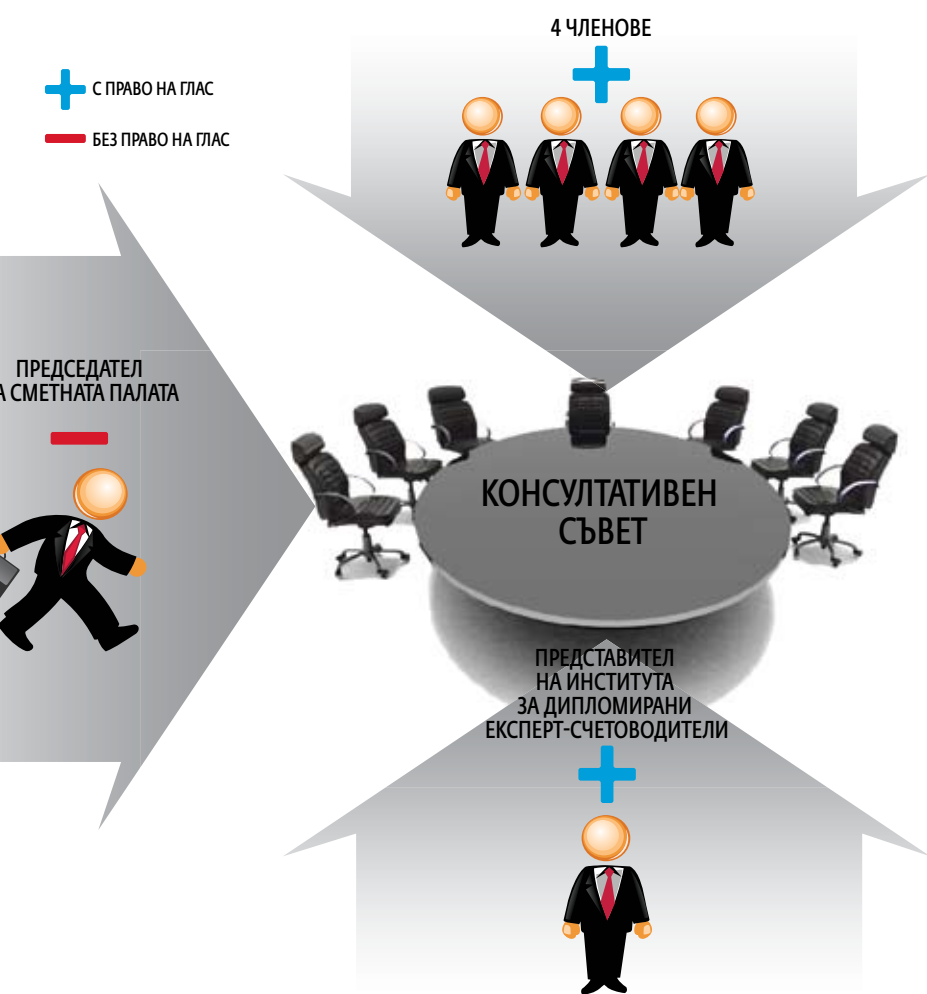 4 ЧЛЕНОВЕ
С ПРАВО НА ГЛАС
БЕЗ ПРАВО НА ГЛАС
ПРЕДСЕДАТЕЛ
А СМЕТНАТА ПАЛАТА
КОНСУЛТАТИВЕН
СЪВЕТ
ПРЕДСТАВИТЕЛ
НА ИНСТИТУТА
ЗА ДИПЛОМИРАНИ
ЕКСПЕРТ-СЧЕТОВОДИТЕЛИ